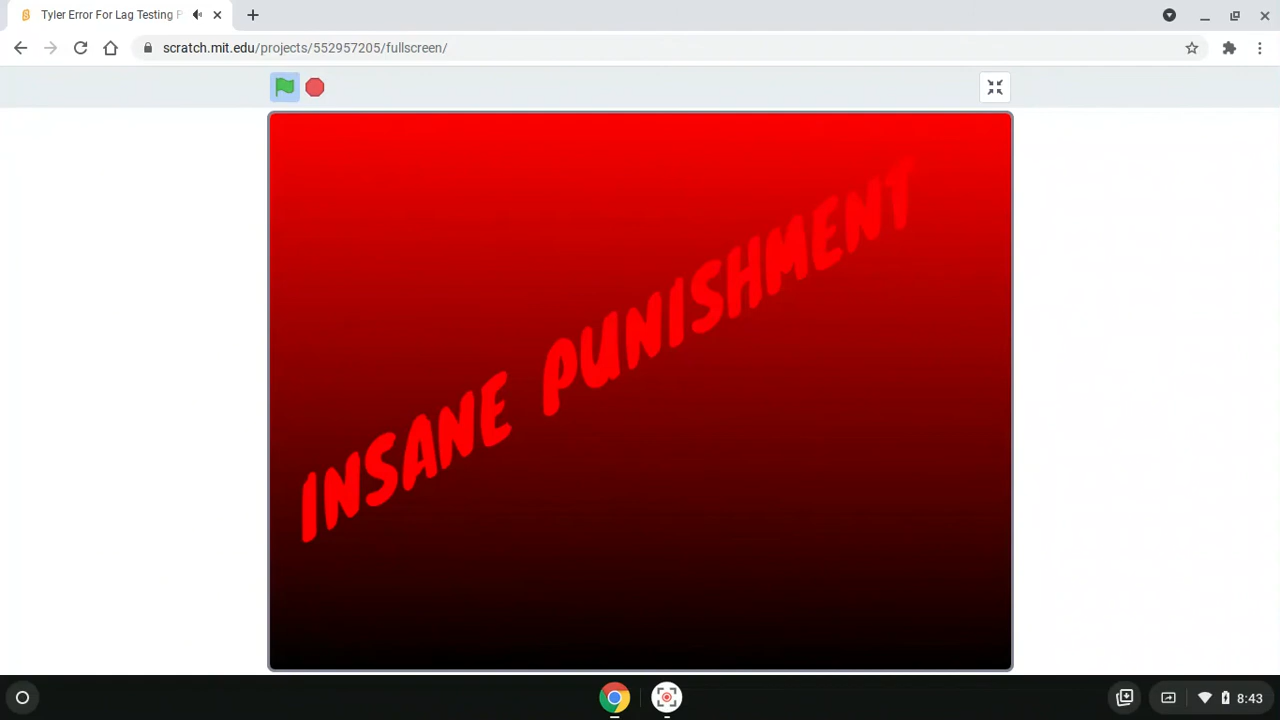 Tyler Error For Lag Testing P
scratch.mit.edu/projects/552957205/fullscreen/
INSANE PUNISHMENT
8:43